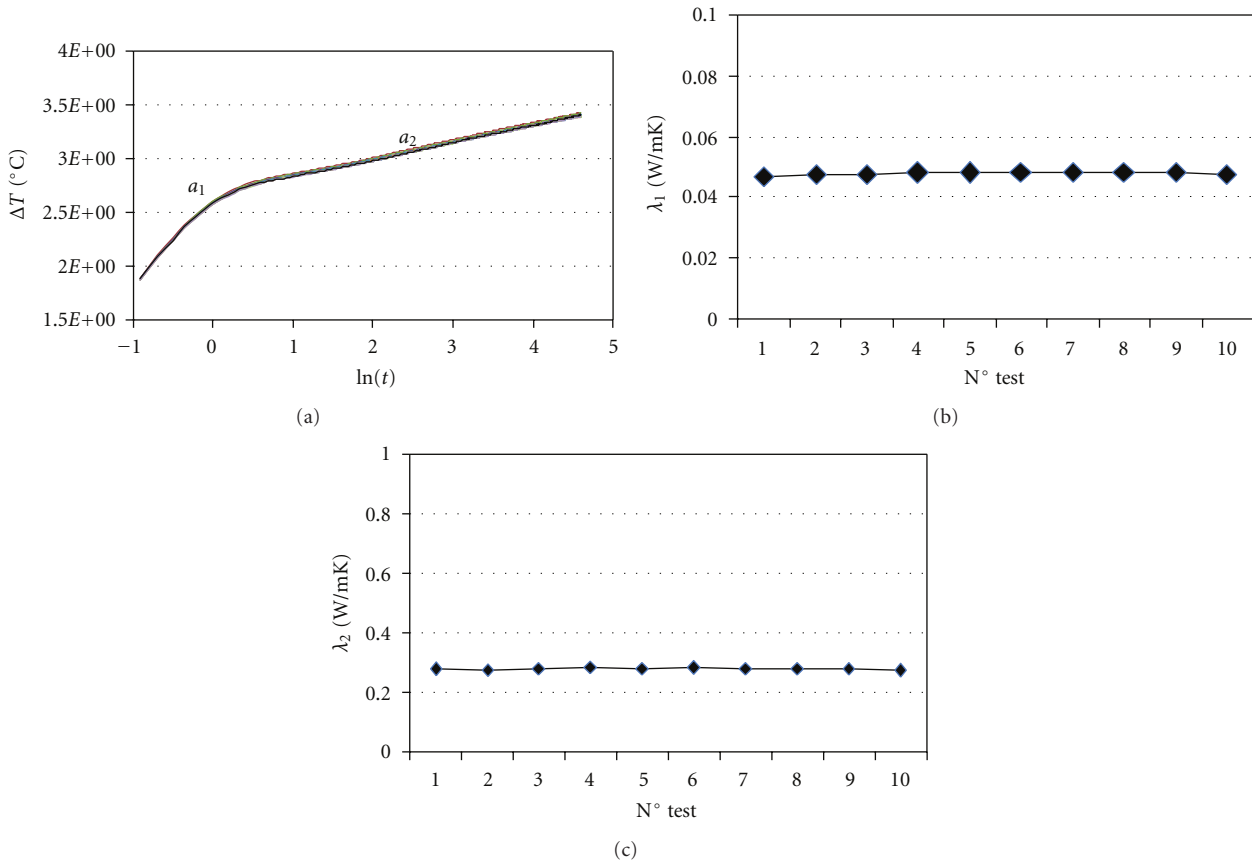 4E+00
3.5E+00
3E+00
2.5E+00
2E+00
1.5E+00
ΔT (°C)
a1
a2
−1 0 1 2 3 4 5
ln(t)
(a)
0.1
0.08
0.06
0.04
0.02
0
λ1 (W/mK)
1 2 3 4 5 6 7 8 9 10
N° test
(b)
1
0.8
0.6
0.4
0.2
0
λ2 (W/mK)
1 2 3 4 5 6 7 8 9 10
N° test
(c)